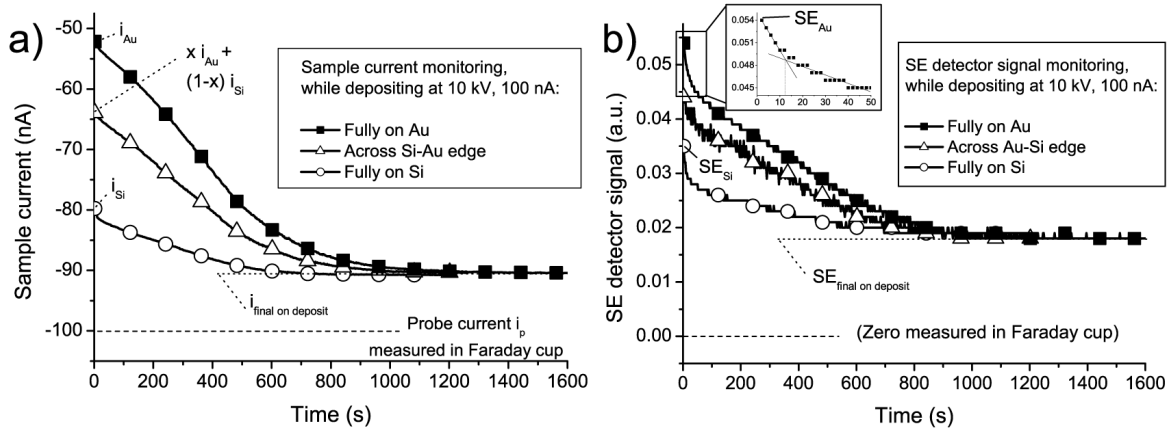 a)
-50
-60
-70
-80
-90
-100
Sample current (nA)
i_Au
x i_Au +
(1-x) i_Si
i_Si
Sample current monitoring,
while depositing at 10 kV, 100 nA:
Fully on Au
Across Si-Au edge
Fully on Si
i_final on deposit
Probe current i_p
measured in Faraday cup
0 200 400 600 800 1000 1200 1400 1600
Time (s)
b)
0.05
0.04
0.03
0.02
0.01
0.00
SE detector signal (a.u.)
0.054
0.051
0.048
0.045
SE_Au
0 10 20 30 40 50
SE_Si
SE detector signal monitoring,
while depositing at 10 kV, 100 nA:
Fully on Au
Across Au-Si edge
Fully on Si
SE_final on deposit
(Zero measured in Faraday cup)
0 200 400 600 800 1000 1200 1400 1600
Time (s)